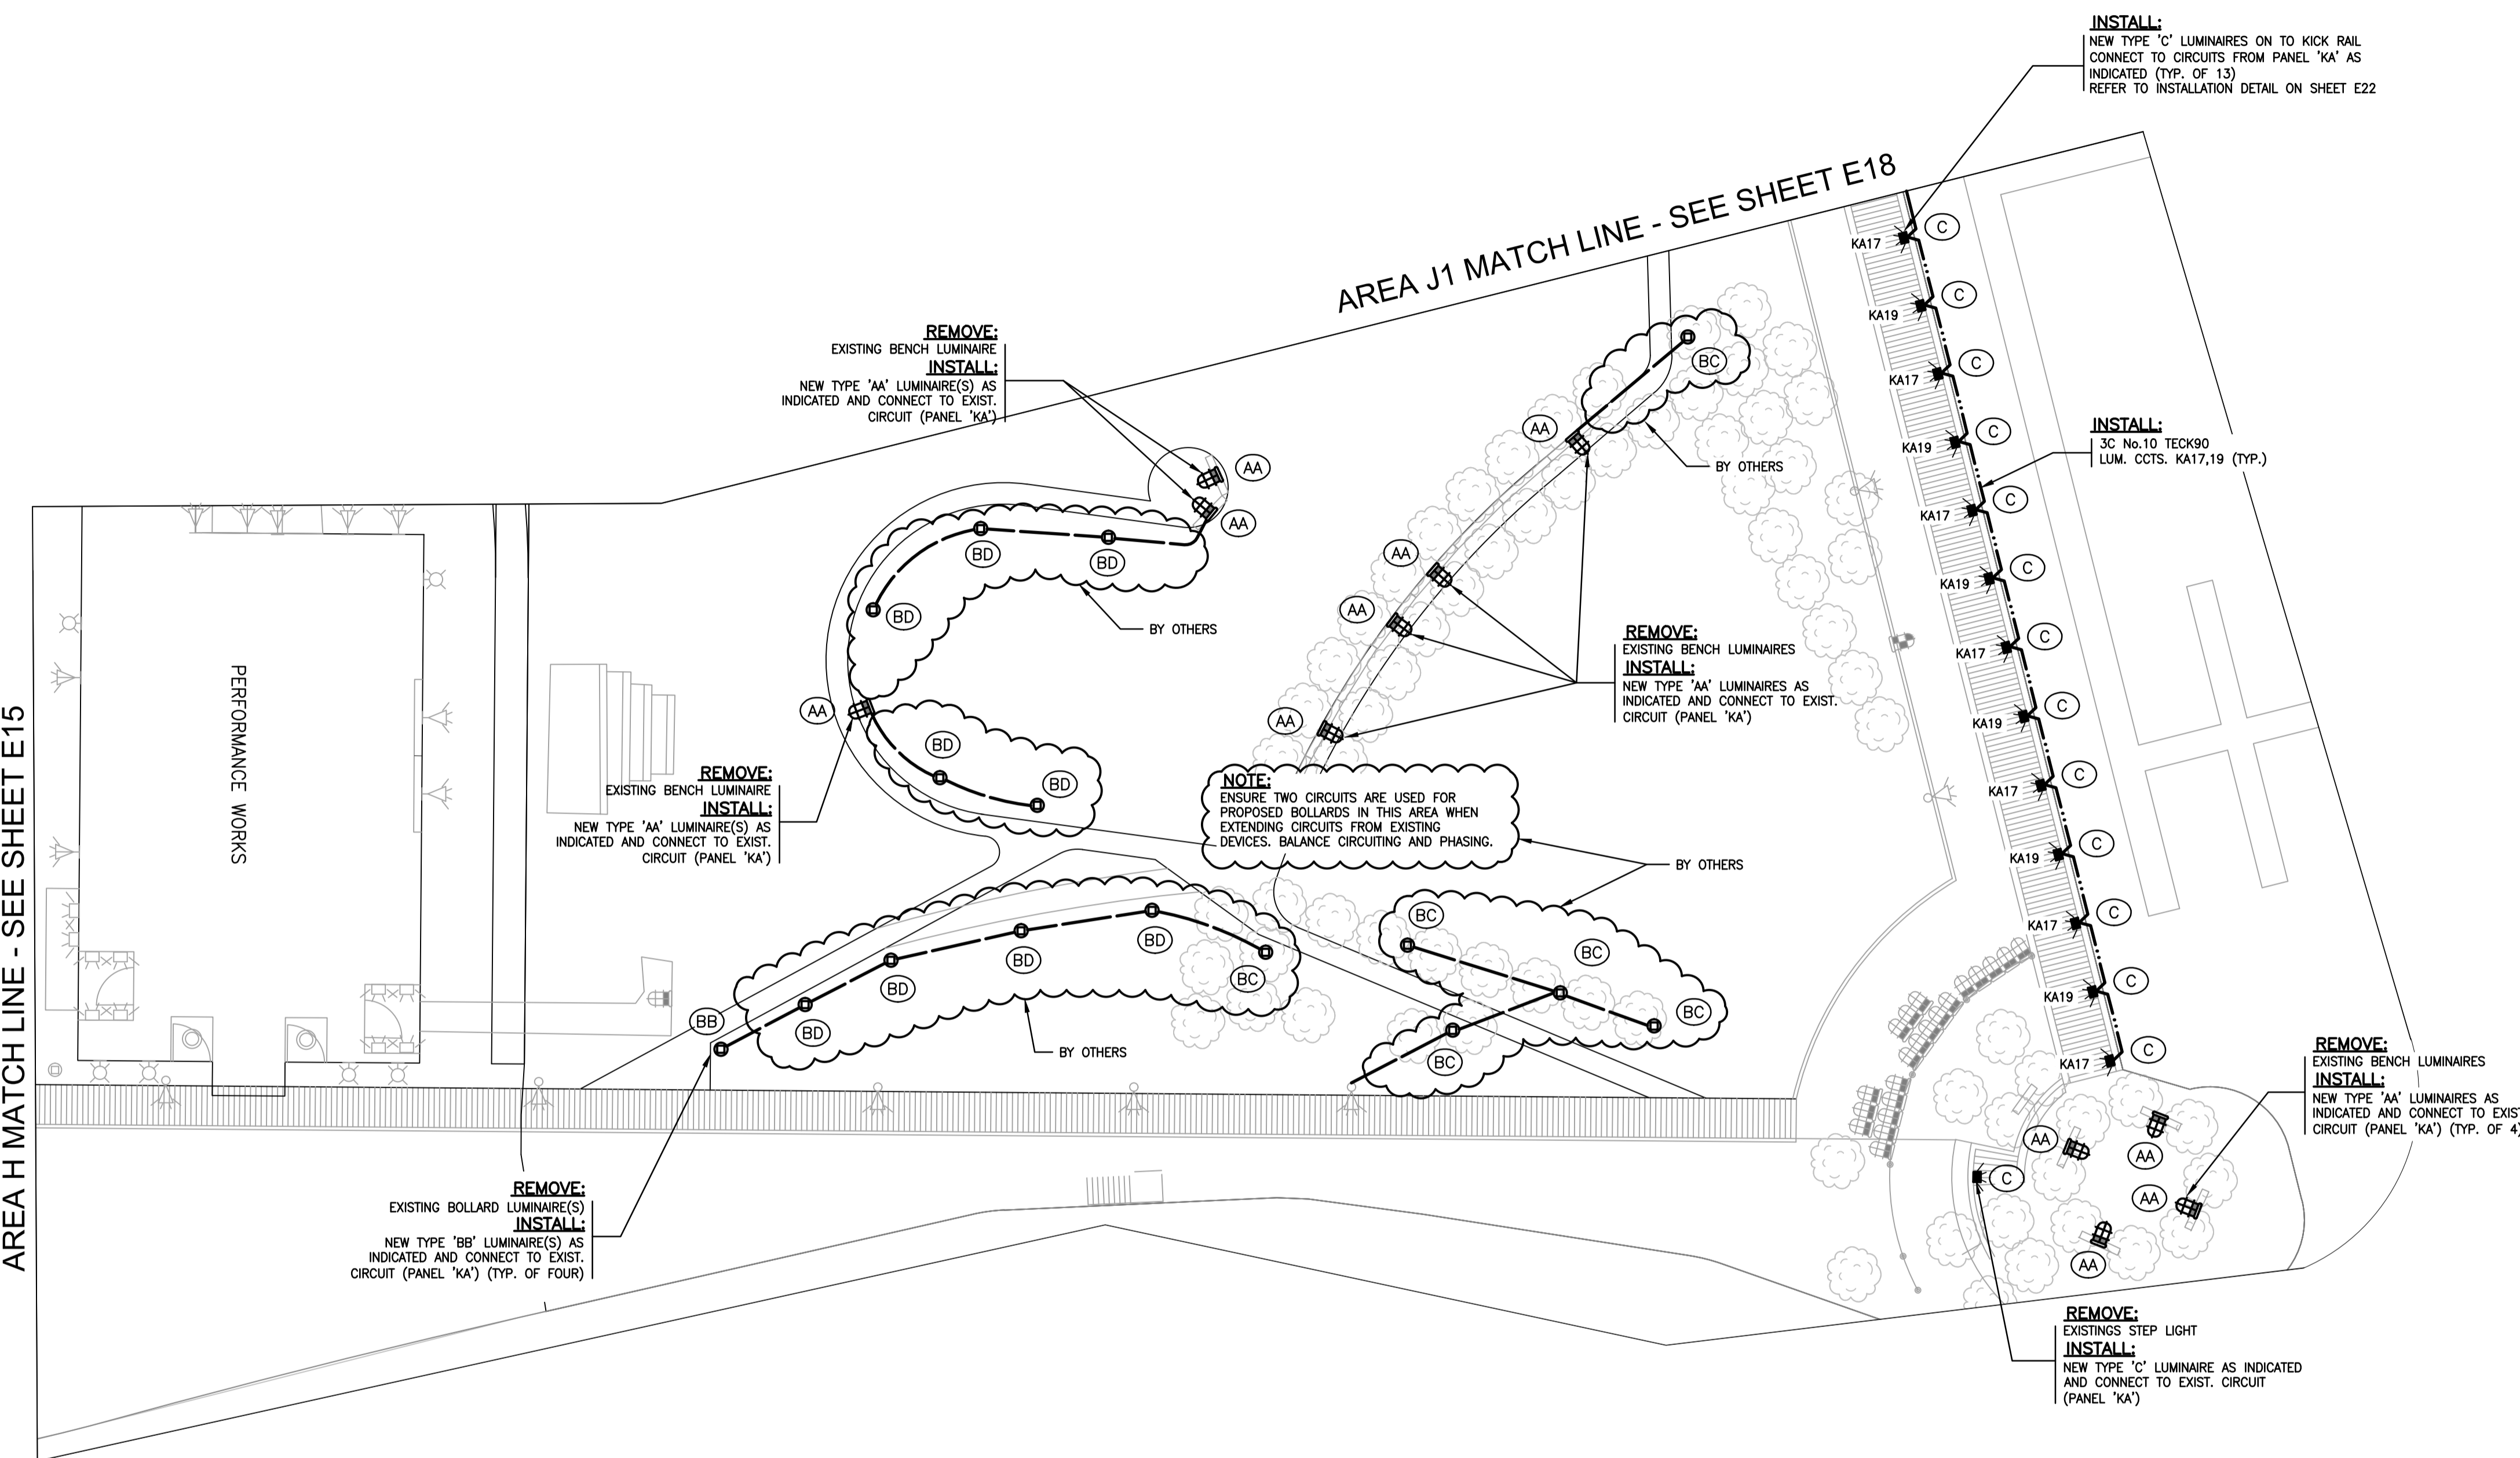 INSTALL:
NEW TYPE 'C' LUMINAIRES ON TO KICK RAIL
CONNECT TO CIRCUITS FROM PANEL 'KA' AS
INDICATED (TYP. OF 13)
REFER TO INSTALLATION DETAIL ON SHEET E22
AREA J1 MATCH LINE - SEE SHEET E18
C
KA17
C
KA19
C
KA17
C
KA19
C
KA17
C
KA19
C
KA17
C
KA19
C
KA17
C
KA19
C
KA17
C
KA19
C
KA17
INSTALL:
3C No.10 TECK90
LUM. CCTS. KA17,19 (TYP.)
REMOVE:
EXISTING BENCH LUMINAIRE
INSTALL:
NEW TYPE 'AA' LUMINAIRE(S) AS
INDICATED AND CONNECT TO EXIST.
CIRCUIT (PANEL 'KA')
AA
AA
BD
BD
BD
BY OTHERS
BC
AA
BY OTHERS
AA
AA
AA
REMOVE:
EXISTING BENCH LUMINAIRES
INSTALL:
NEW TYPE 'AA' LUMINAIRES AS
INDICATED AND CONNECT TO EXIST.
CIRCUIT (PANEL 'KA')
PERFORMANCE WORKS
AREA H MATCH LINE - SEE SHEET E15
AA
BD
BD
REMOVE:
EXISTING BENCH LUMINAIRE
INSTALL:
NEW TYPE 'AA' LUMINAIRE(S) AS
INDICATED AND CONNECT TO EXIST.
CIRCUIT (PANEL 'KA')
NOTE:
ENSURE TWO CIRCUITS ARE USED FOR
PROPOSED BOLLARDS IN THIS AREA WHEN
EXTENDING CIRCUITS FROM EXISTING
DEVICES. BALANCE CIRCUITING AND PHASING.
BY OTHERS
BB
BD
BD
BD
BD
BC
BY OTHERS
BC
BC
BC
BC
REMOVE:
EXISTING BOLLARD LUMINAIRE(S)
INSTALL:
NEW TYPE 'BB' LUMINAIRE(S) AS
INDICATED AND CONNECT TO EXIST.
CIRCUIT (PANEL 'KA') (TYP. OF FOUR)
REMOVE:
EXISTING BENCH LUMINAIRES
INSTALL:
NEW TYPE 'AA' LUMINAIRES AS
INDICATED AND CONNECT TO EXIST
CIRCUIT (PANEL 'KA') (TYP. OF 4)
AA
AA
AA
AA
C
REMOVE:
EXISTINGS STEP LIGHT
INSTALL:
NEW TYPE 'C' LUMINAIRE AS INDICATED
AND CONNECT TO EXIST. CIRCUIT
(PANEL 'KA')